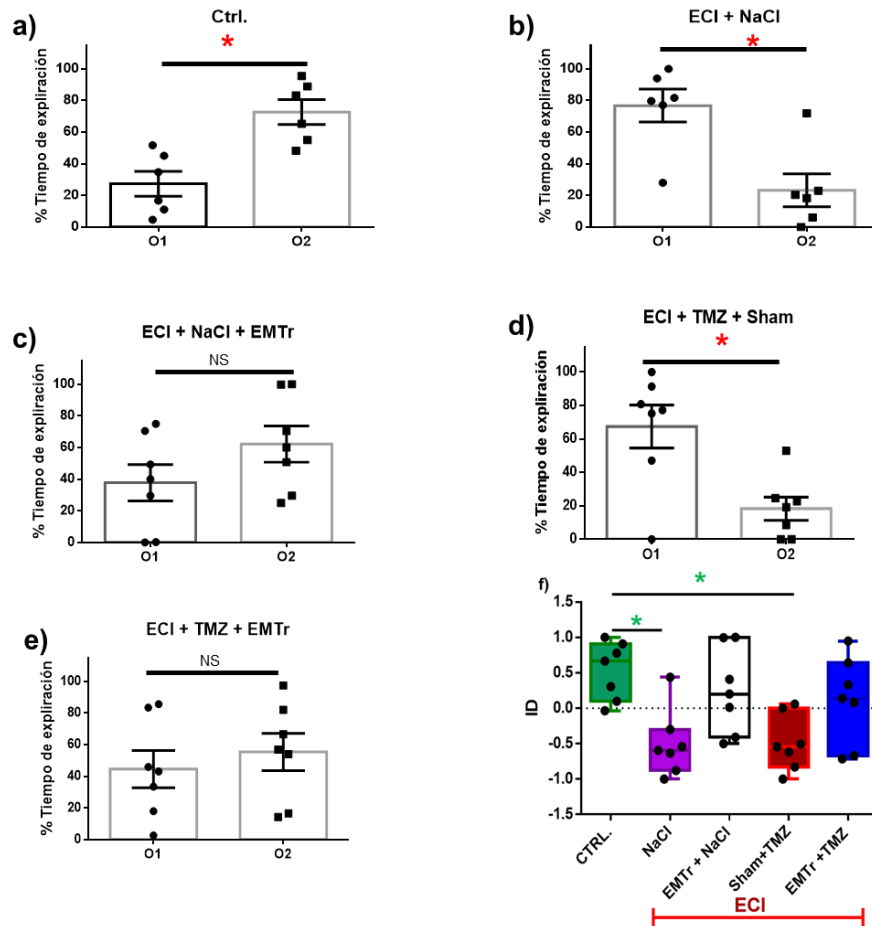 a)
Ctrl.
*
% Tiempo de expliración
100
80
60
40
20
0
O1
O2
b)
ECI + NaCl
*
% Tiempo de expliración
100
80
60
40
20
0
O1
O2
c)
ECI + NaCl + EMTr
NS
% Tiempo de expliración
100
80
60
40
20
0
O1
O2
d)
ECI + TMZ + Sham
*
% Tiempo de expliración
100
80
60
40
20
0
O1
O2
e)
ECI + TMZ + EMTr
NS
% Tiempo de expliración
100
80
60
40
20
0
O1
O2
f)
*
*
ID
1.5
1.0
0.5
0.0
-0.5
-1.0
-1.5
CTRL.
NaCl
EMTr + NaCl
Sham+TMZ
EMTr +TMZ
ECI